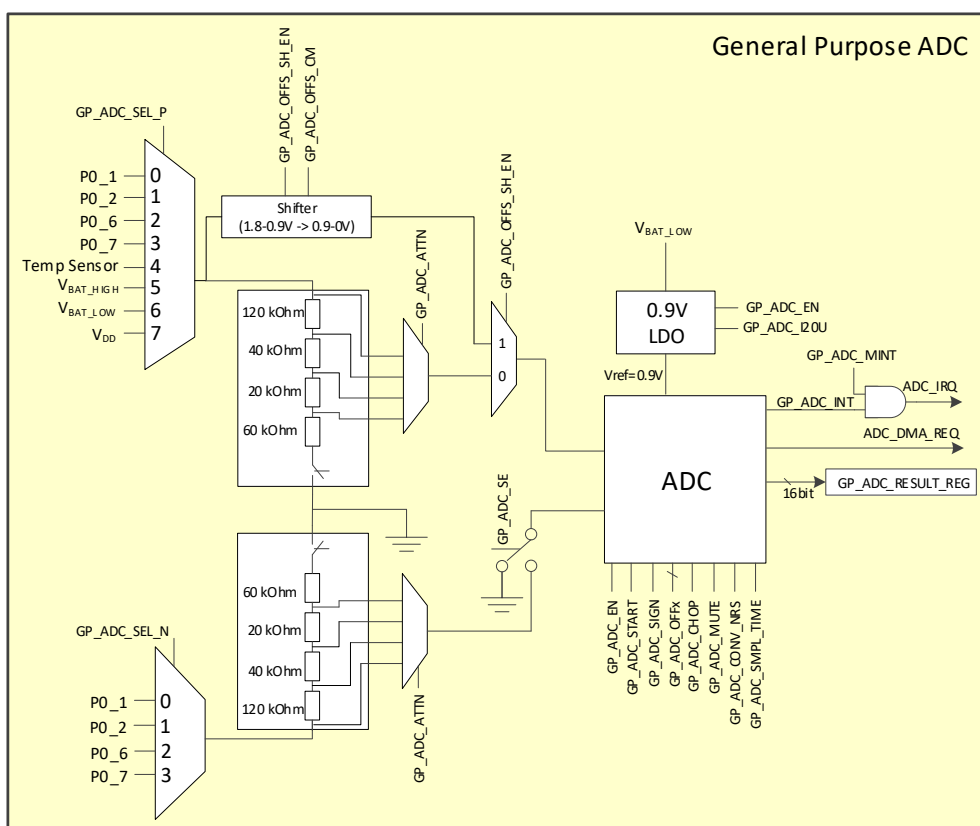 General Purpose ADC
GP_ADC_SEL_P
GP_ADC_OFFS_SH_EN
GP_ADC_OFFS_CM
P0_1
P0_2
P0_6
P0_7
Temp Sensor
VBAT_HIGH
VBAT_LOW
VDD
0
1
2
3
4
5
6
7
Shifter
(1.8-0.9V -> 0.9-0V)
120 kOhm
40 kOhm
20 kOhm
60 kOhm
GP_ADC_ATTN
GP_ADC_OFFS_SH_EN
1
0
VBAT_LOW
0.9V
LDO
GP_ADC_EN
GP_ADC_I20U
Vref=0.9V
ADC
GP_ADC_MINT
GP_ADC_INT
ADC_IRQ
ADC_DMA_REQ
16bit
GP_ADC_RESULT_REG
GP_ADC_SE
GP_ADC_EN
GP_ADC_START
GP_ADC_SIGN
GP_ADC_OFFx
GP_ADC_CHOP
GP_ADC_MUTE
GP_ADC_CONV_NRS
GP_ADC_SMPL_TIME
60 kOhm
20 kOhm
40 kOhm
120 kOhm
GP_ADC_ATTN
GP_ADC_SEL_N
P0_1
P0_2
P0_6
P0_7
0
1
2
3